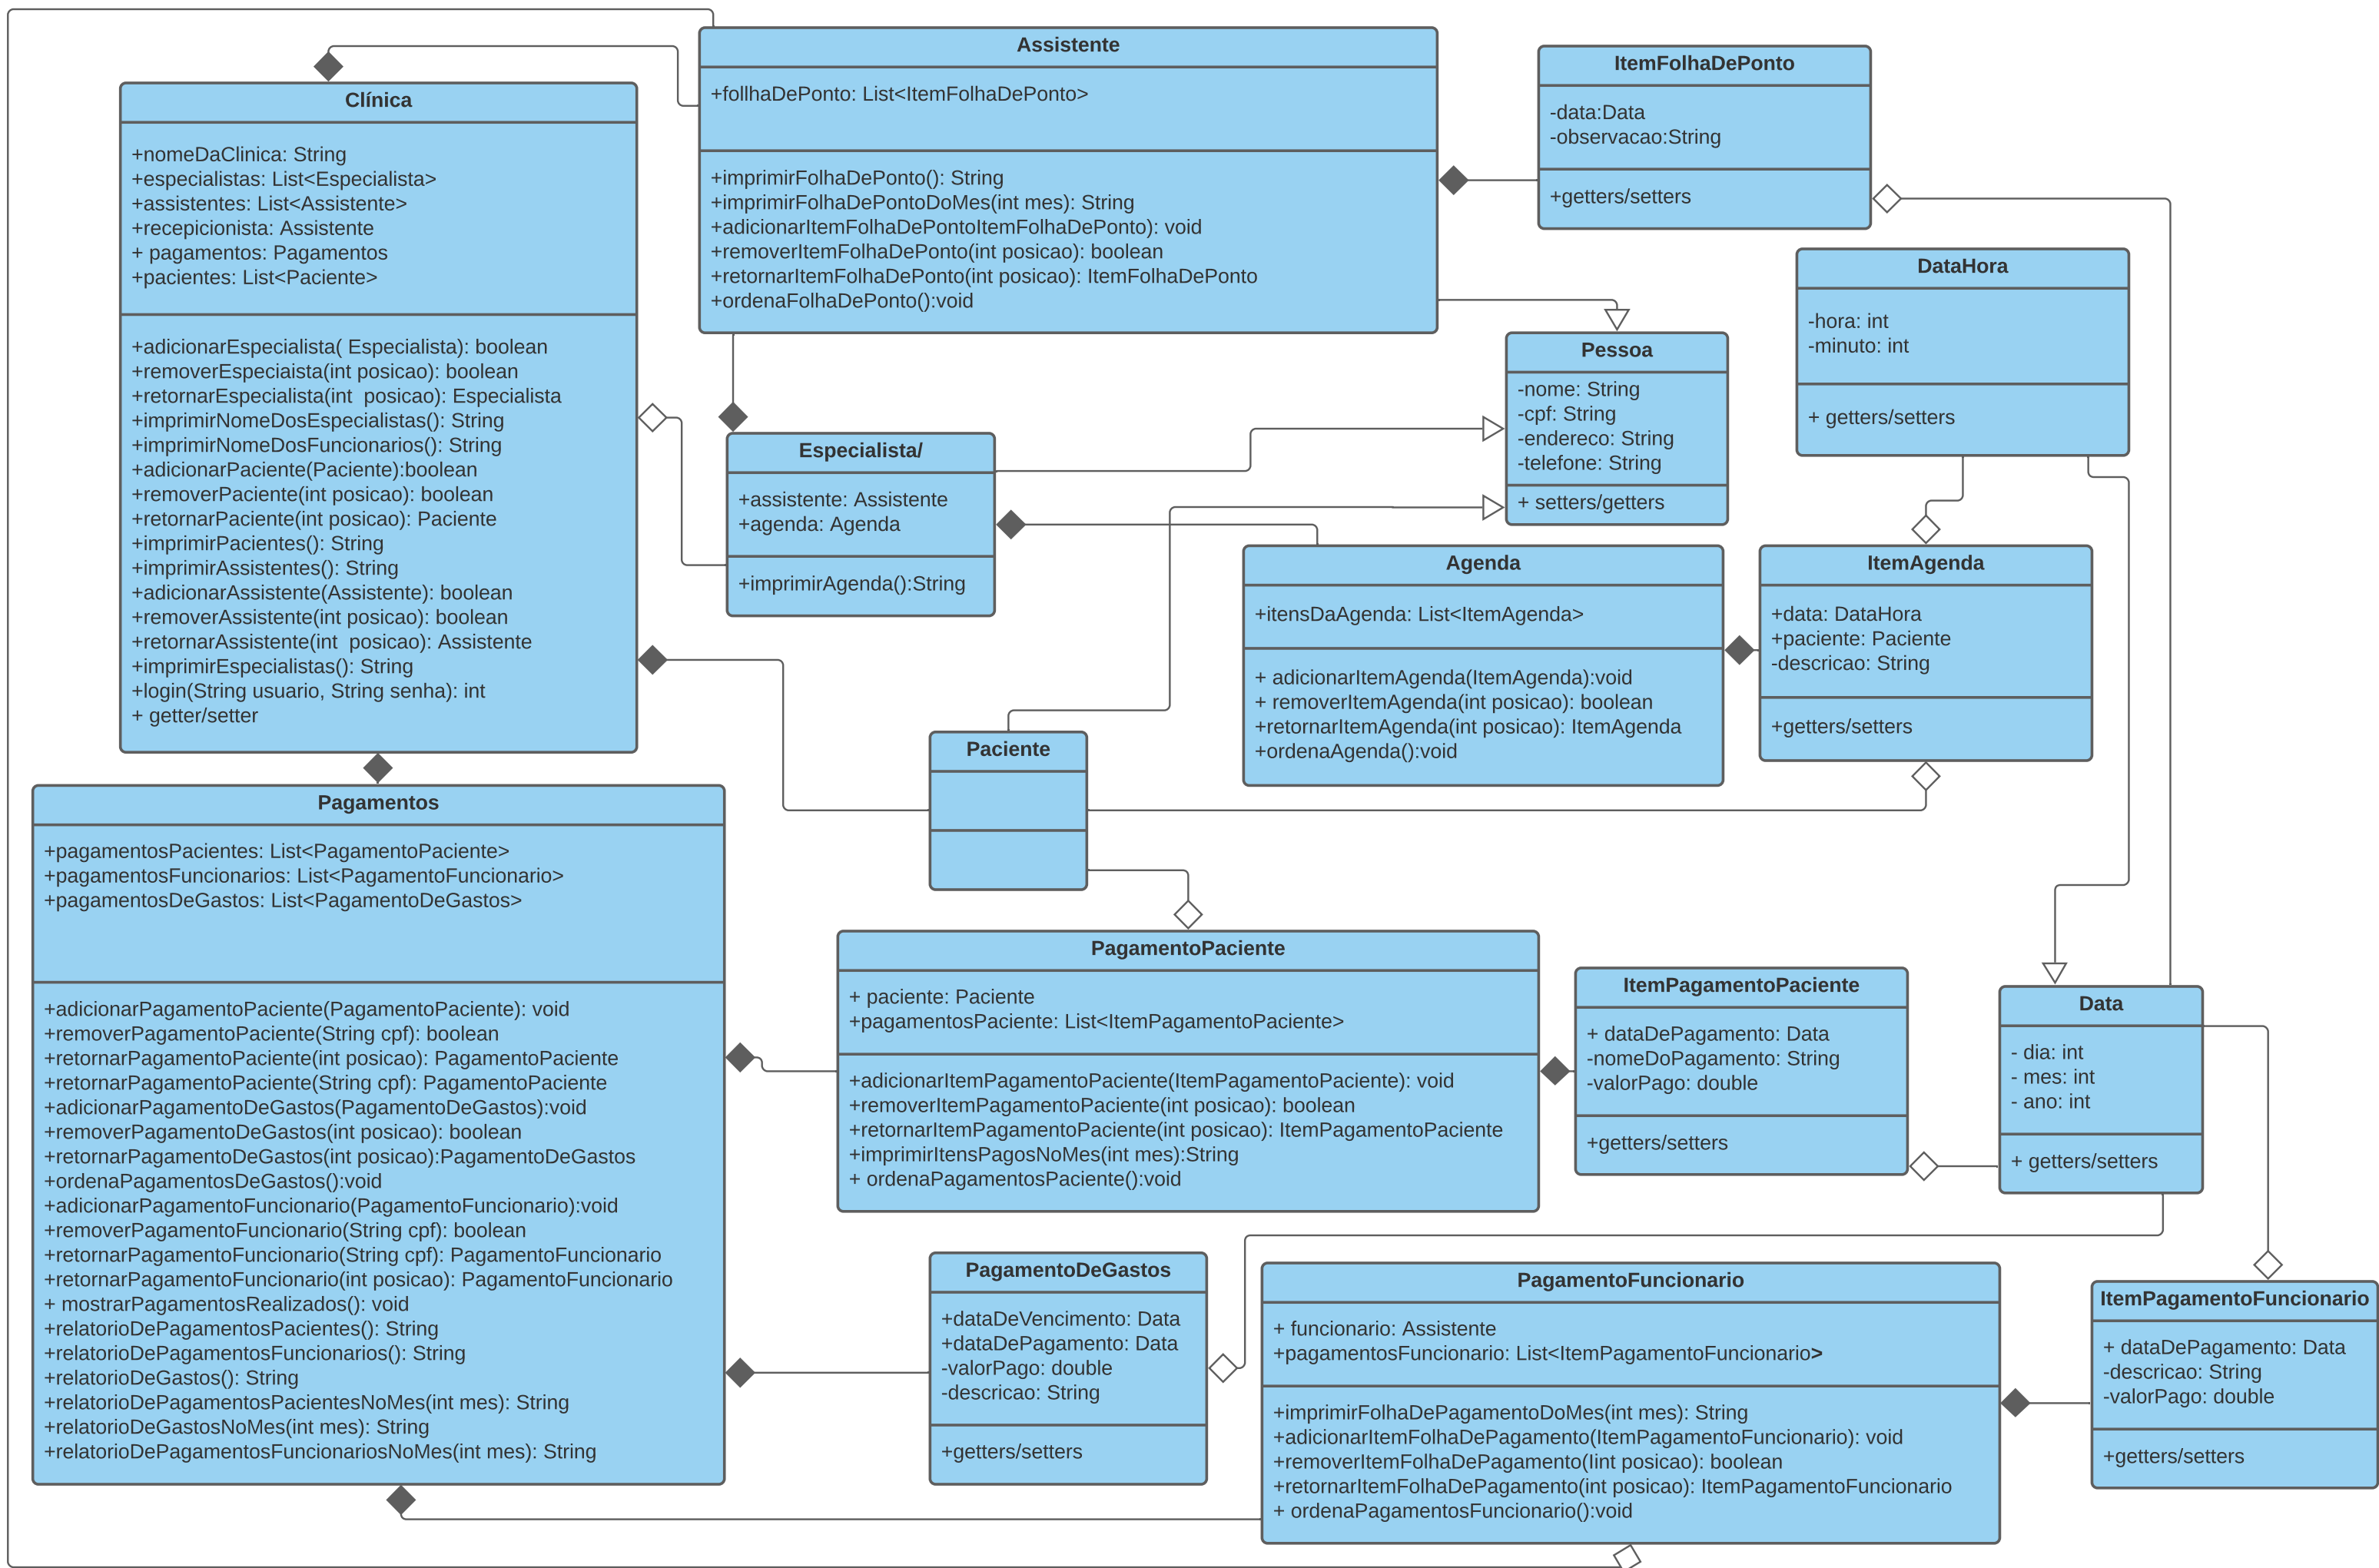 Assistente
+follhaDePonto: List<ItemFolhaDePonto>
+imprimirFolhaDePonto(): String
+imprimirFolhaDePontoDoMes(int mes): String
+adicionarItemFolhaDePontoItemFolhaDePonto): void
+removerItemFolhaDePonto(int posicao): boolean
+retornarItemFolhaDePonto(int posicao): ItemFolhaDePonto
+ordenaFolhaDePonto():void
ItemFolhaDePonto
-data:Data
-observacao:String
+getters/setters
Clínica
+nomeDaClinica: String
+especialistas: List<Especialista>
+assistentes: List<Assistente>
+recepicionista: Assistente
+ pagamentos: Pagamentos
+pacientes: List<Paciente>
+adicionarEspecialista( Especialista): boolean
+removerEspeciaista(int posicao): boolean
+retornarEspecialista(int  posicao): Especialista
+imprimirNomeDosEspecialistas(): String
+imprimirNomeDosFuncionarios(): String
+adicionarPaciente(Paciente):boolean
+removerPaciente(int posicao): boolean
+retornarPaciente(int posicao): Paciente
+imprimirPacientes(): String
+imprimirAssistentes(): String
+adicionarAssistente(Assistente): boolean
+removerAssistente(int posicao): boolean
+retornarAssistente(int  posicao): Assistente
+imprimirEspecialistas(): String
+login(String usuario, String senha): int
+ getter/setter
DataHora
-hora: int
-minuto: int
+ getters/setters
Pessoa
-nome: String
-cpf: String
-endereco: String
-telefone: String
+ setters/getters
Especialista/
+assistente: Assistente
+agenda: Agenda
+imprimirAgenda():String
Agenda
+itensDaAgenda: List<ItemAgenda>
+ adicionarItemAgenda(ItemAgenda):void
+ removerItemAgenda(int posicao): boolean
+retornarItemAgenda(int posicao): ItemAgenda
+ordenaAgenda():void
ItemAgenda
+data: DataHora
+paciente: Paciente
-descricao: String
+getters/setters
Paciente
Pagamentos
+pagamentosPacientes: List<PagamentoPaciente>
+pagamentosFuncionarios: List<PagamentoFuncionario>
+pagamentosDeGastos: List<PagamentoDeGastos>
+adicionarPagamentoPaciente(PagamentoPaciente): void
+removerPagamentoPaciente(String cpf): boolean
+retornarPagamentoPaciente(int posicao): PagamentoPaciente
+retornarPagamentoPaciente(String cpf): PagamentoPaciente
+adicionarPagamentoDeGastos(PagamentoDeGastos):void
+removerPagamentoDeGastos(int posicao): boolean
+retornarPagamentoDeGastos(int posicao):PagamentoDeGastos
+ordenaPagamentosDeGastos():void
+adicionarPagamentoFuncionario(PagamentoFuncionario):void
+removerPagamentoFuncionario(String cpf): boolean
+retornarPagamentoFuncionario(String cpf): PagamentoFuncionario
+retornarPagamentoFuncionario(int posicao): PagamentoFuncionario
+ mostrarPagamentosRealizados(): void
+relatorioDePagamentosPacientes(): String
+relatorioDePagamentosFuncionarios(): String
+relatorioDeGastos(): String
+relatorioDePagamentosPacientesNoMes(int mes): String
+relatorioDeGastosNoMes(int mes): String
+relatorioDePagamentosFuncionariosNoMes(int mes): String
PagamentoPaciente
+ paciente: Paciente
+pagamentosPaciente: List<ItemPagamentoPaciente>
+adicionarItemPagamentoPaciente(ItemPagamentoPaciente): void
+removerItemPagamentoPaciente(int posicao): boolean
+retornarItemPagamentoPaciente(int posicao): ItemPagamentoPaciente
+imprimirItensPagosNoMes(int mes):String
+ ordenaPagamentosPaciente():void
ItemPagamentoPaciente
+ dataDePagamento: Data
-nomeDoPagamento: String
-valorPago: double
+getters/setters
Data
- dia: int
- mes: int
- ano: int
+ getters/setters
PagamentoDeGastos
+dataDeVencimento: Data
+dataDePagamento: Data
-valorPago: double
-descricao: String
+getters/setters
PagamentoFuncionario
+ funcionario: Assistente
+pagamentosFuncionario: List<ItemPagamentoFuncionario>
+imprimirFolhaDePagamentoDoMes(int mes): String
+adicionarItemFolhaDePagamento(ItemPagamentoFuncionario): void
+removerItemFolhaDePagamento(Iint posicao): boolean
+retornarItemFolhaDePagamento(int posicao): ItemPagamentoFuncionario
+ ordenaPagamentosFuncionario():void
ItemPagamentoFuncionario
+ dataDePagamento: Data
-descricao: String
-valorPago: double
+getters/setters